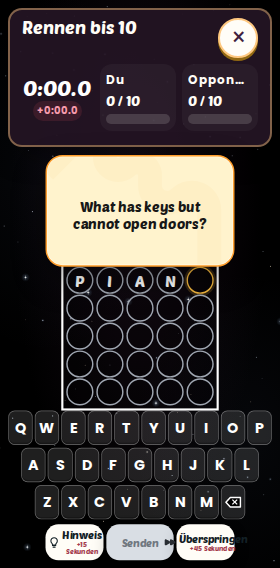 Rennen bis 10
×
0:00.0
+0:00.0
Du
0 / 10
Oppon...
0 / 10
What has keys but
cannot open doors?
P I A N
Q W E R T Y U I O P
A S D F G H J K L
Z X C V B N M
Hinweis
+15
Sekunden
Senden
Überspringen
+45 Sekunden